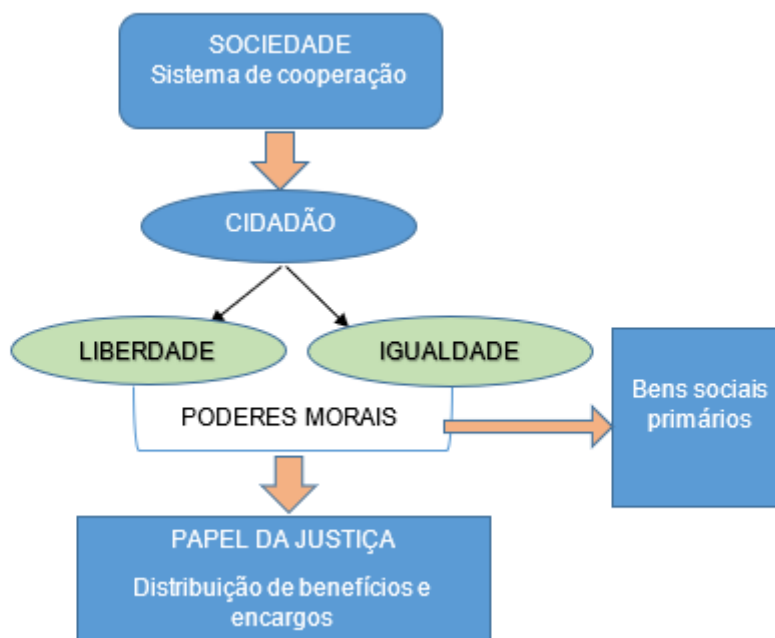 SOCIEDADE
Sistema de cooperação
CIDADÃO
LIBERDADE
IGUALDADE
PODERES MORAIS
Bens sociais
primários
PAPEL DA JUSTIÇA
Distribuição de benefícios e
encargos